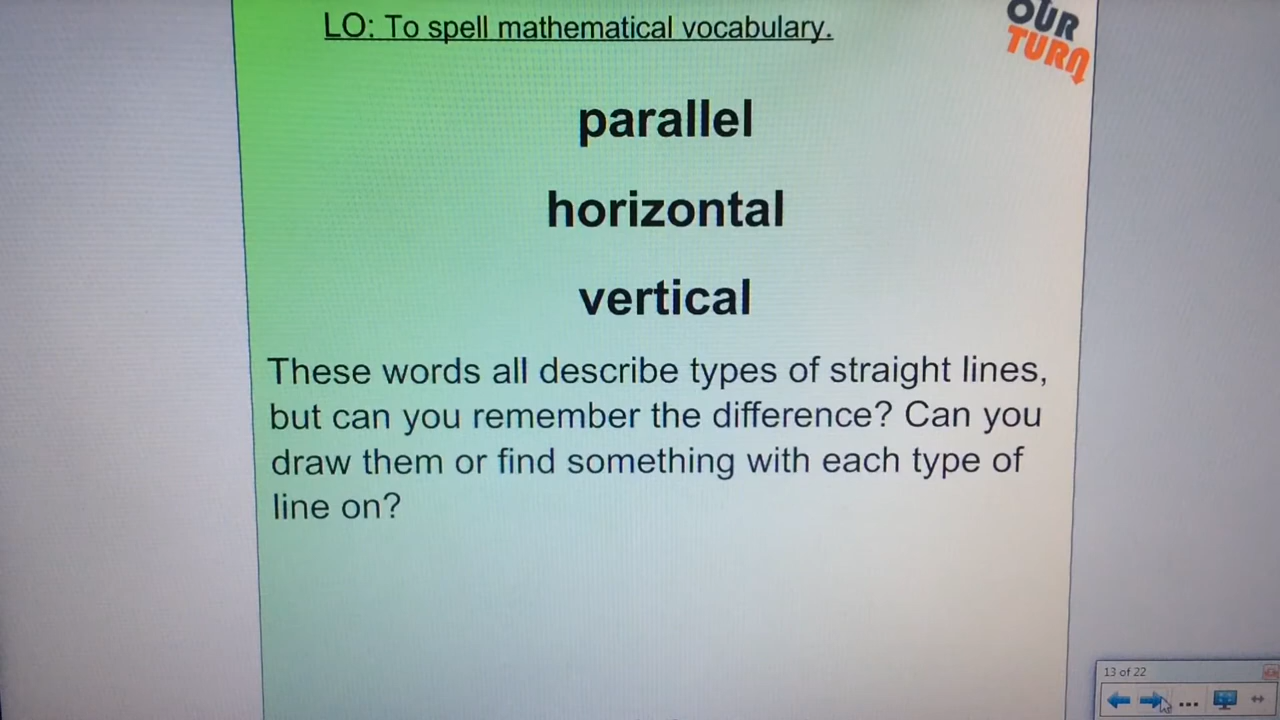 LO: To spell mathematical vocabulary.
OUR
TURN
parallel
horizontal
vertical
These words all describe types of straight lines,
but can you remember the difference? Can you
draw them or find something with each type of
line on?
13 of 22
...